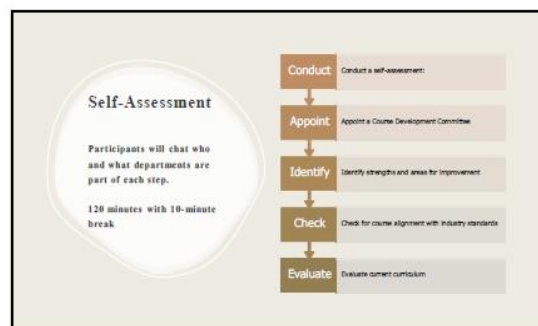 Self-Assessment
Participants will chat who
and what departments are
part of each step.
120 minutes with 10-minute
break
Conduct
Conduct a self-assessment:
Appoint
Appoint a Course Development Committee
Identify
Identify strengths and areas for improvement
Check
Check for course alignment with industry standards
Evaluate
Evaluate current curriculum